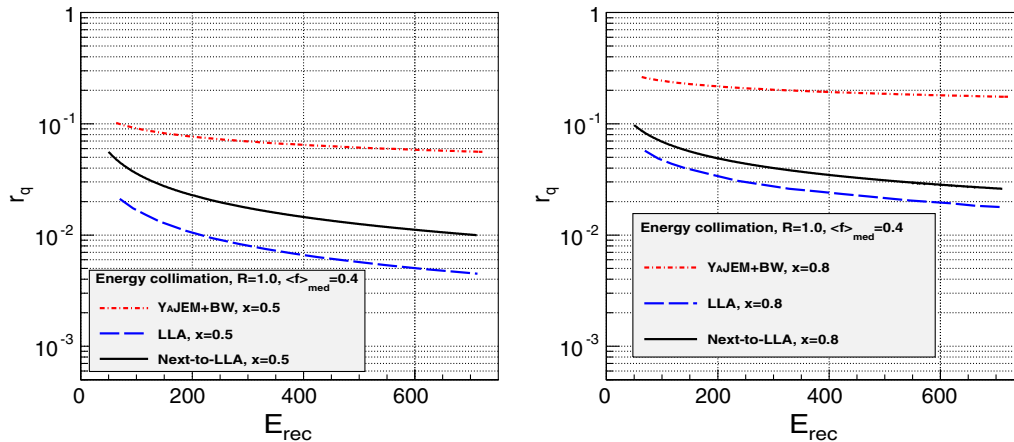 1
10⁻¹
10⁻²
10⁻³
r_q
0 200 400 600
E_rec
Energy collimation, R=1.0, <f>_med=0.4
YAJEM+BW, x=0.5
LLA, x=0.5
Next-to-LLA, x=0.5
1
10⁻¹
10⁻²
10⁻³
r_q
0 200 400 600
E_rec
Energy collimation, R=1.0, <f>_med=0.4
YAJEM+BW, x=0.8
LLA, x=0.8
Next-to-LLA, x=0.8